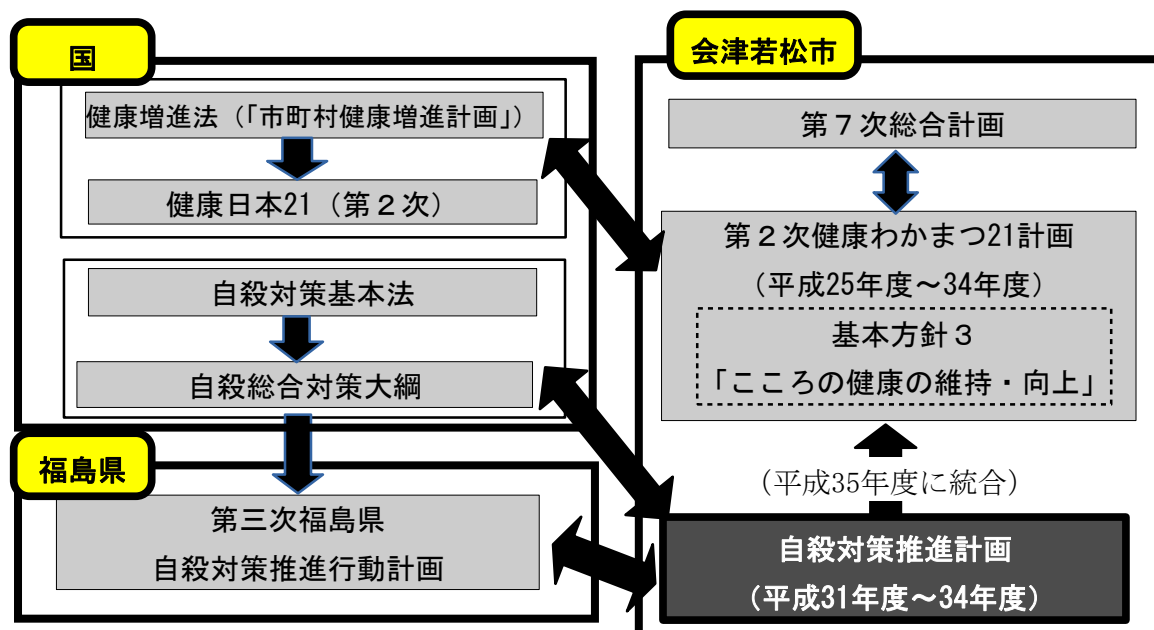 国
健康増進法（「市町村健康増進計画」）
健康日本21（第２次）
自殺対策基本法
自殺総合対策大綱
福島県
第三次福島県
自殺対策推進行動計画
会津若松市
第７次総合計画
第２次健康わかまつ21計画
（平成25年度～34年度）
基本方針３
「こころの健康の維持・向上」
（平成35年度に統合）
自殺対策推進計画
（平成31年度～34年度）